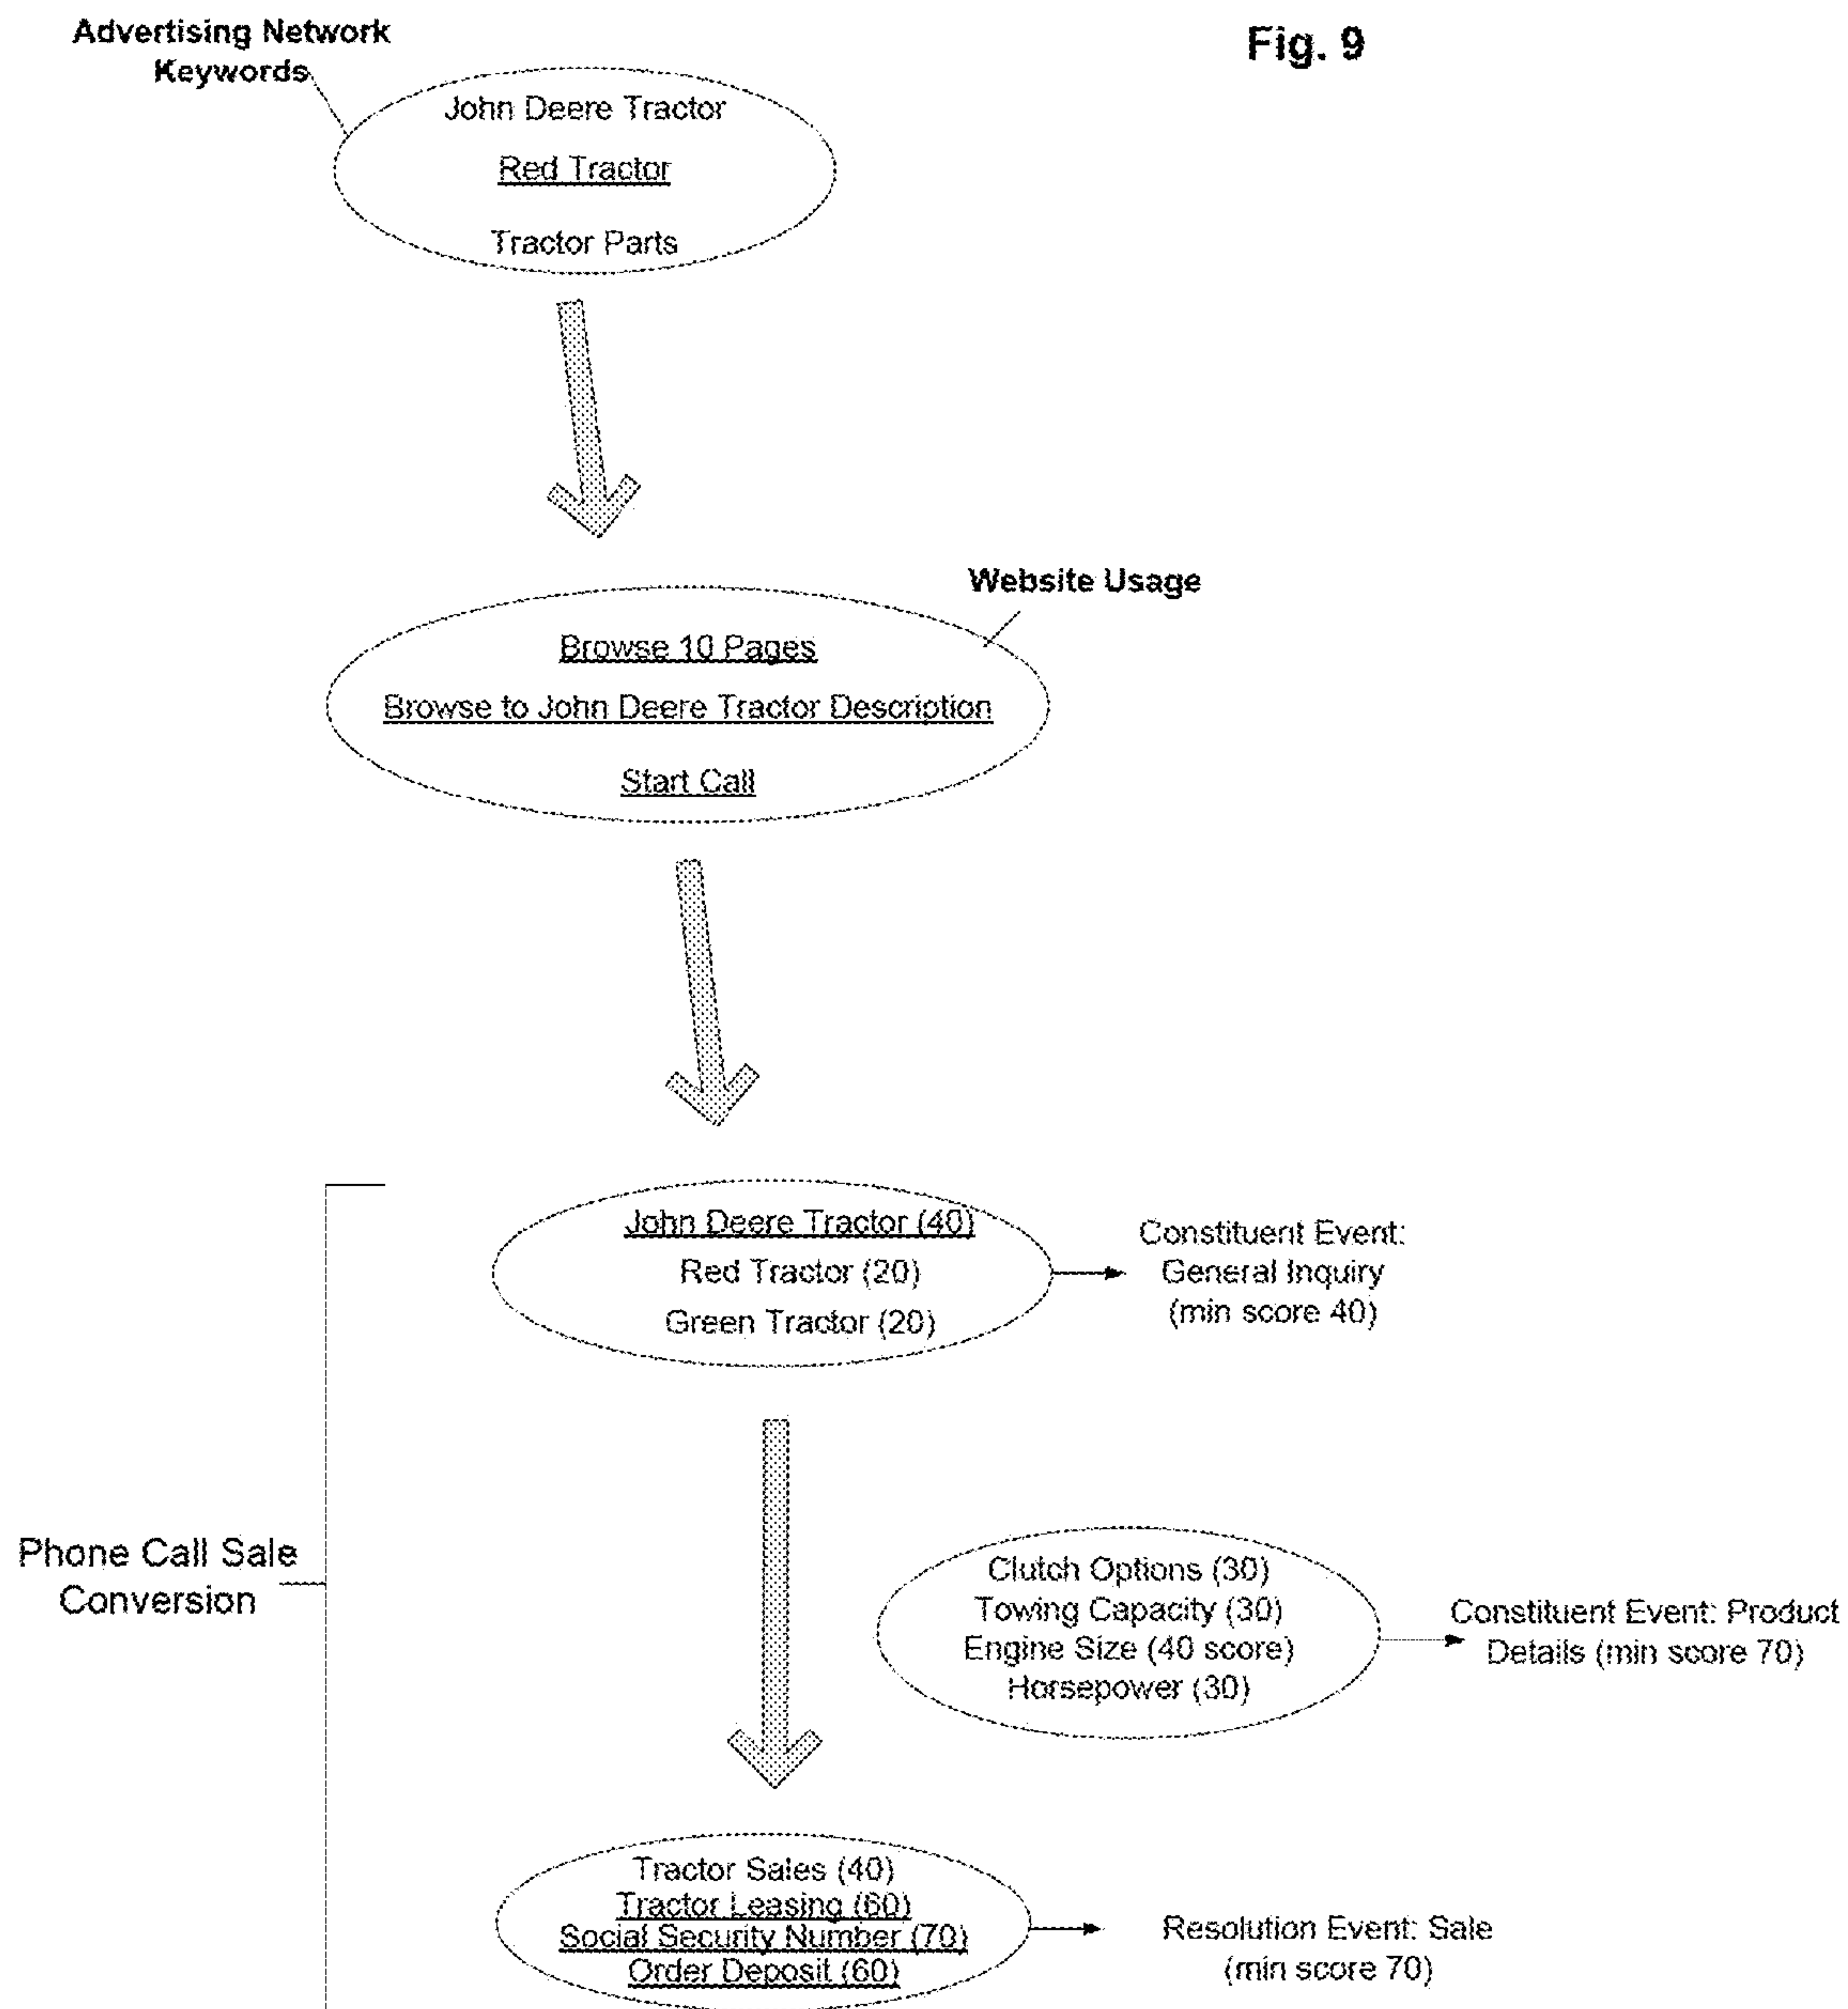 Fig. 9
Advertising Network
Keywords
John Deere Tractor
Red Tractor
Tractor Parts
Website Usage
Browse 10 Pages
Browse to John Deere Tractor Description
Start Call
John Deere Tractor (40)
Red Tractor (20)
Green Tractor (20)
Constituent Event:
General Inquiry
(min score 40)
Phone Call Sale
Conversion
Clutch Options (30)
Towing Capacity (30)
Engine Size (40 score)
Horsepower (30)
Constituent Event: Product
Details (min score 70)
Tractor Sales (40)
Tractor Leasing (60)
Social Security Number (70)
Order Deposit (60)
Resolution Event: Sale
(min score 70)